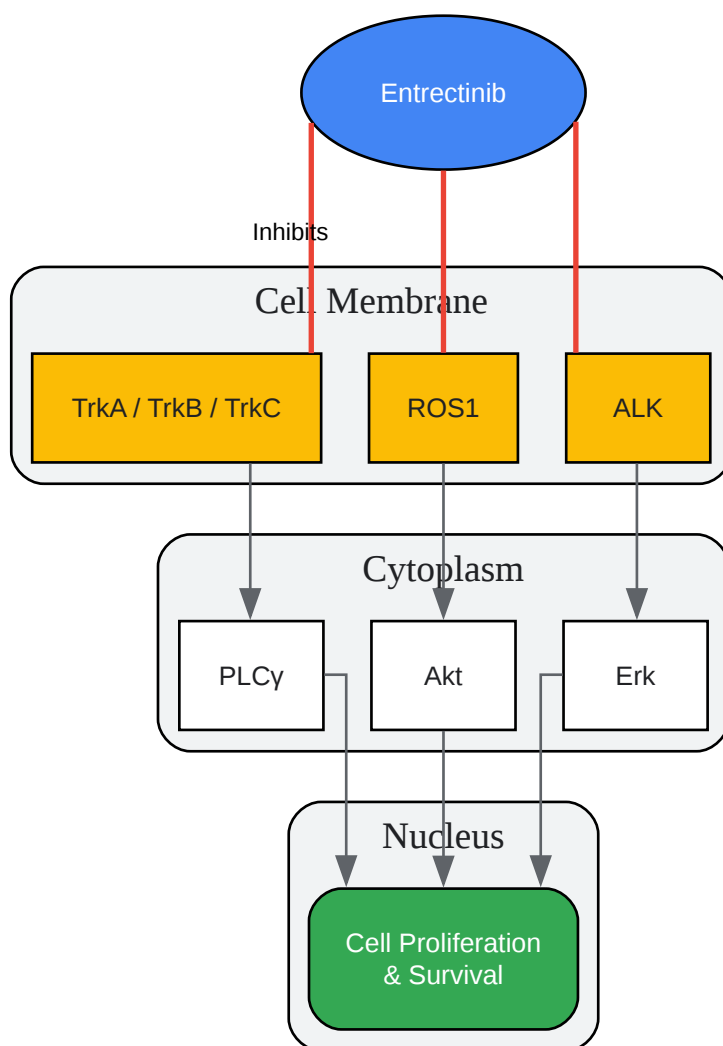 Entrectinib
Inhibits
Cell Membrane
TrkA / TrkB / TrkC
ROS1
ALK
Cytoplasm
PLCγ
Akt
Erk
Nucleus
Cell Proliferation
& Survival